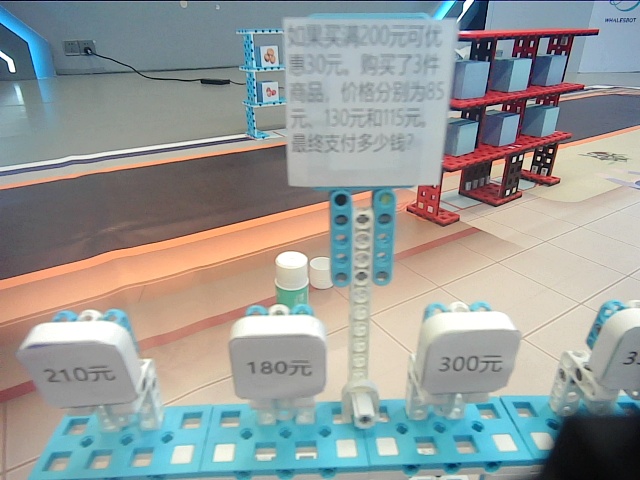 如果买满200元可优
惠30元。购买了3件
商品，价格分别为85
元、130元和115元。
最终支付多少钱？
210元
180元
300元
WHALESBOT